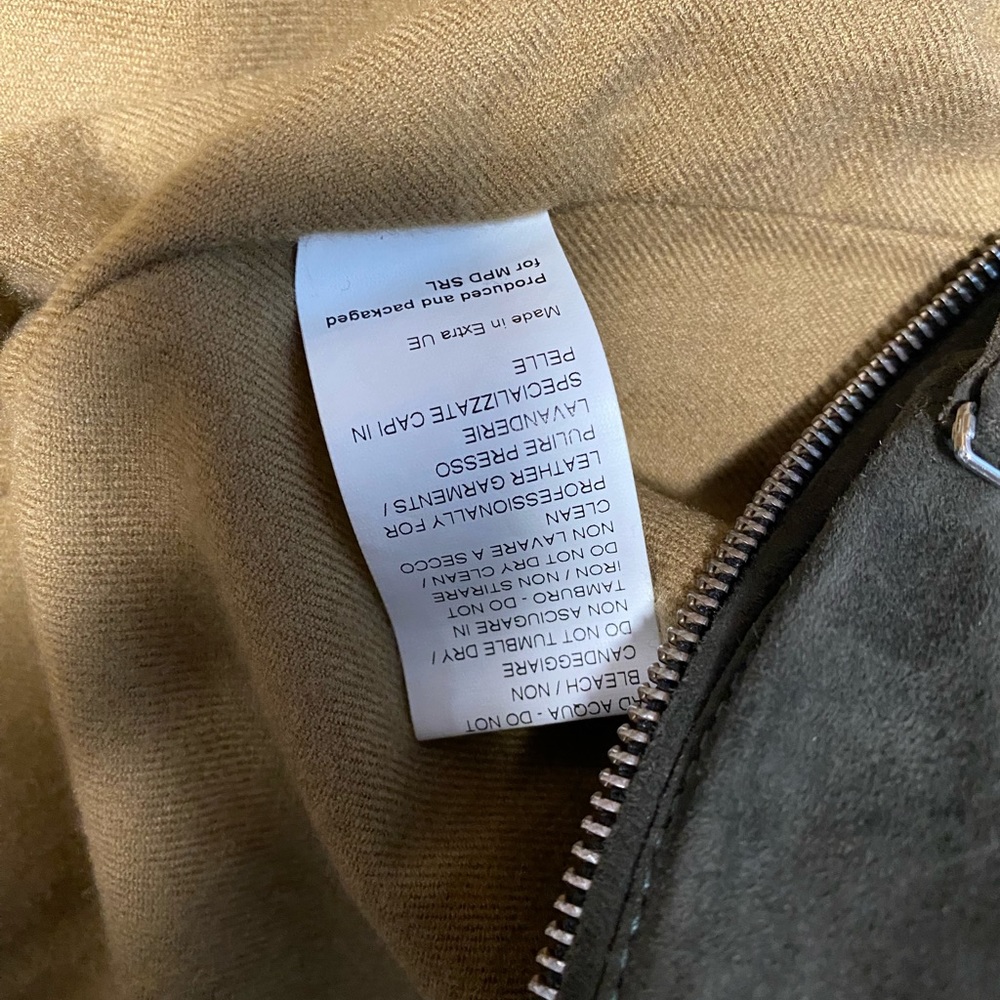 RD ACQUA - DO NOT
BLEACH / NON
CANDEGGIARE
DO NOT TUMBLE DRY /
NON ASCIUGARE IN
TAMBURO - DO NOT
IRON / NON STIRARE
DO NOT DRY CLEAN /
NON LAVARE A SECCO
CLEAN
PROFESSIONALLY FOR
LEATHER GARMENTS /
PULIRE PRESSO
LAVANDERIE
SPECIALIZZATE CAPI IN
PELLE
Made in Extra UE
Produced and packaged
for MPD SRL